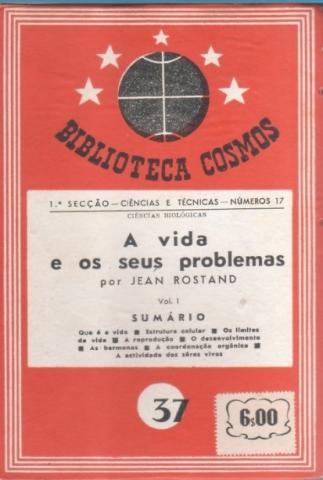 BIBLIOTECA COSMOS
1.ª SECÇÃO — CIÊNCIAS E TÉCNICAS — NÚMEROS 17
CIÊNCIAS BIOLÓGICAS
A vida
e os seus problemas
por JEAN ROSTAND
Vol. I
SUMÁRIO
Que é a vida ■ Estrutura celular ■ Os limites
da vida ■ A reprodução ■ O desenvolvimento
■ As hormonas ■ A coordenação orgânica ■
A actividade dos sêres vivos
37
6$00